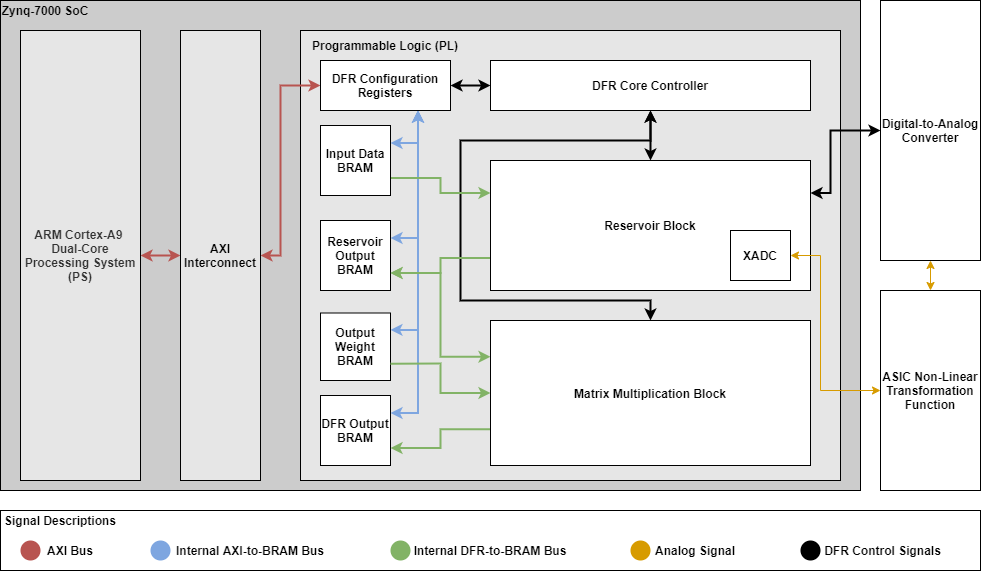 Zynq-7000 SoC
ARM Cortex-A9
Dual-Core
Processing System
(PS)
AXI
Interconnect
Programmable Logic (PL)
DFR Configuration
Registers
DFR Core Controller
Input Data
BRAM
Reservoir
Output
BRAM
Output
Weight
BRAM
DFR Output
BRAM
Reservoir Block
XADC
Matrix Multiplication Block
Digital-to-Analog
Converter
ASIC Non-Linear
Transformation
Function
Signal Descriptions
AXI Bus
Internal AXI-to-BRAM Bus
Internal DFR-to-BRAM Bus
Analog Signal
DFR Control Signals